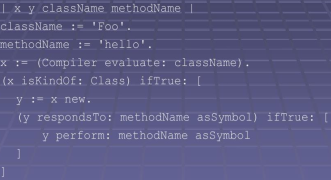 | x y className methodName |
className := 'Foo'.
methodName := 'hello'.
x := (Compiler evaluate: className).
(x isKindOf: Class) ifTrue: [
y := x new.
(y respondsTo: methodName asSymbol) ifTrue: [
y perform: methodName asSymbol
]
]